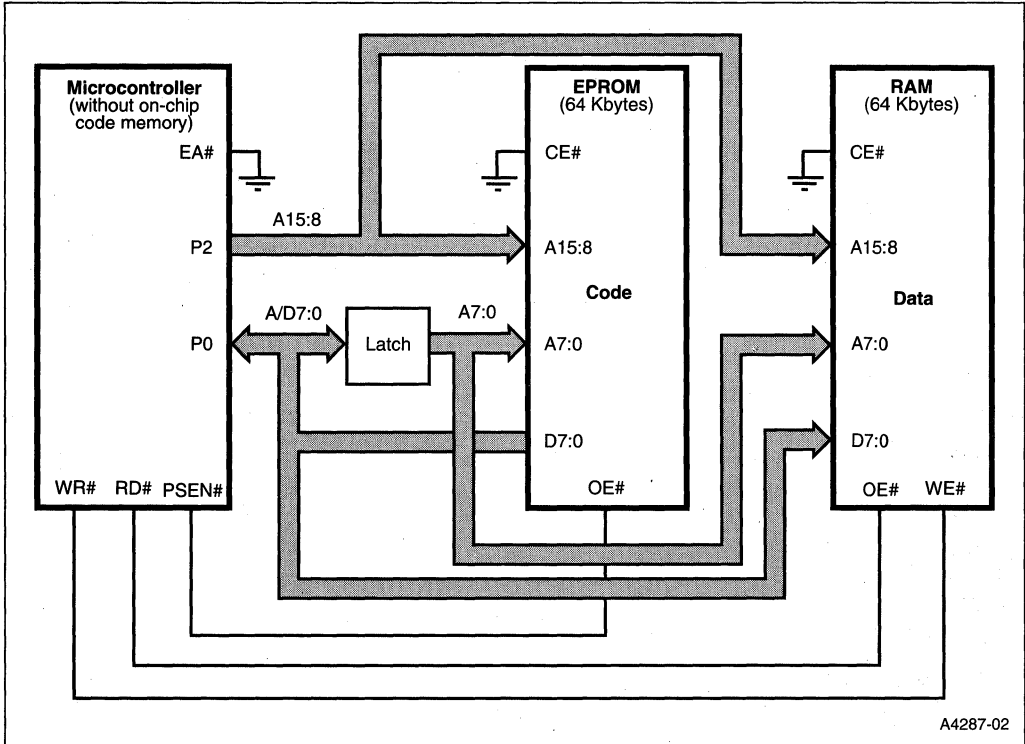 Microcontroller
(without on-chip
code memory)
EA#
P2
P0
WR# RD# PSEN#
A15:8
A/D7:0
Latch
A7:0
EPROM
(64 Kbytes)
CE#
A15:8
Code
A7:0
D7:0
OE#
RAM
(64 Kbytes)
CE#
A15:8
Data
A7:0
D7:0
OE# WE#
A4287-02